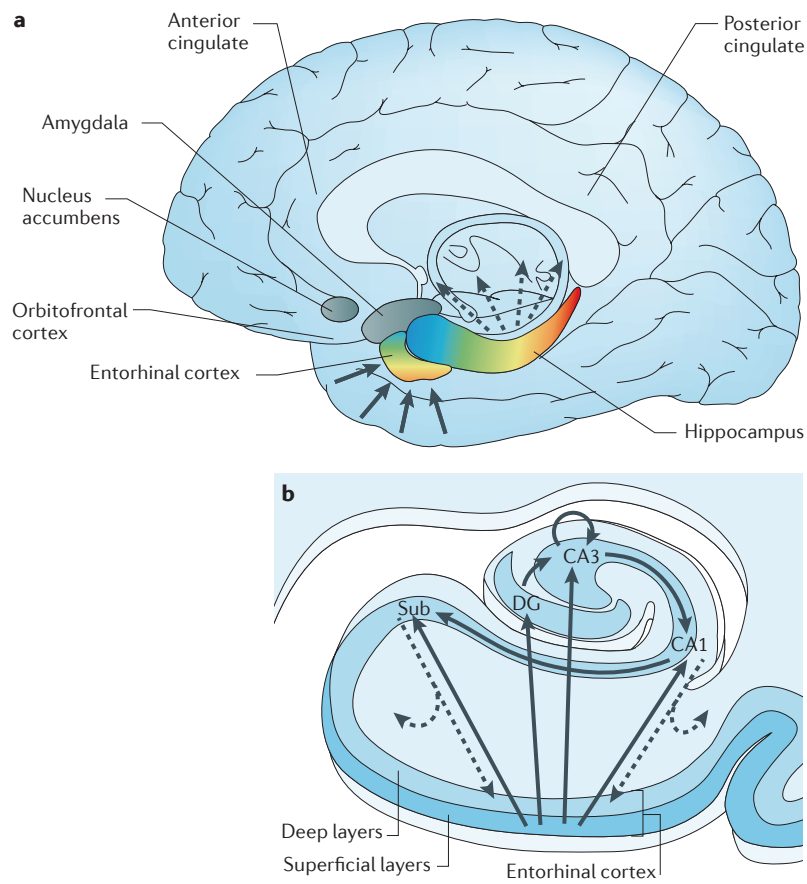 a
Anterior
cingulate
Posterior
cingulate
Amygdala
Nucleus
accumbens
Orbitofrontal
cortex
Entorhinal cortex
Hippocampus
b
CA3
DG
Sub
CA1
Deep layers
Superficial layers
Entorhinal cortex